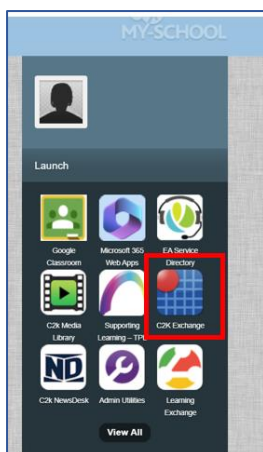 MY-SCHOOL
Launch
Google Classroom
Microsoft 365 Web Apps
EA Service Directory
C2k Media Library
Supporting Learning – TPL
C2K Exchange
ND
C2k NewsDesk
Admin Utilities
Learning Exchange
View All